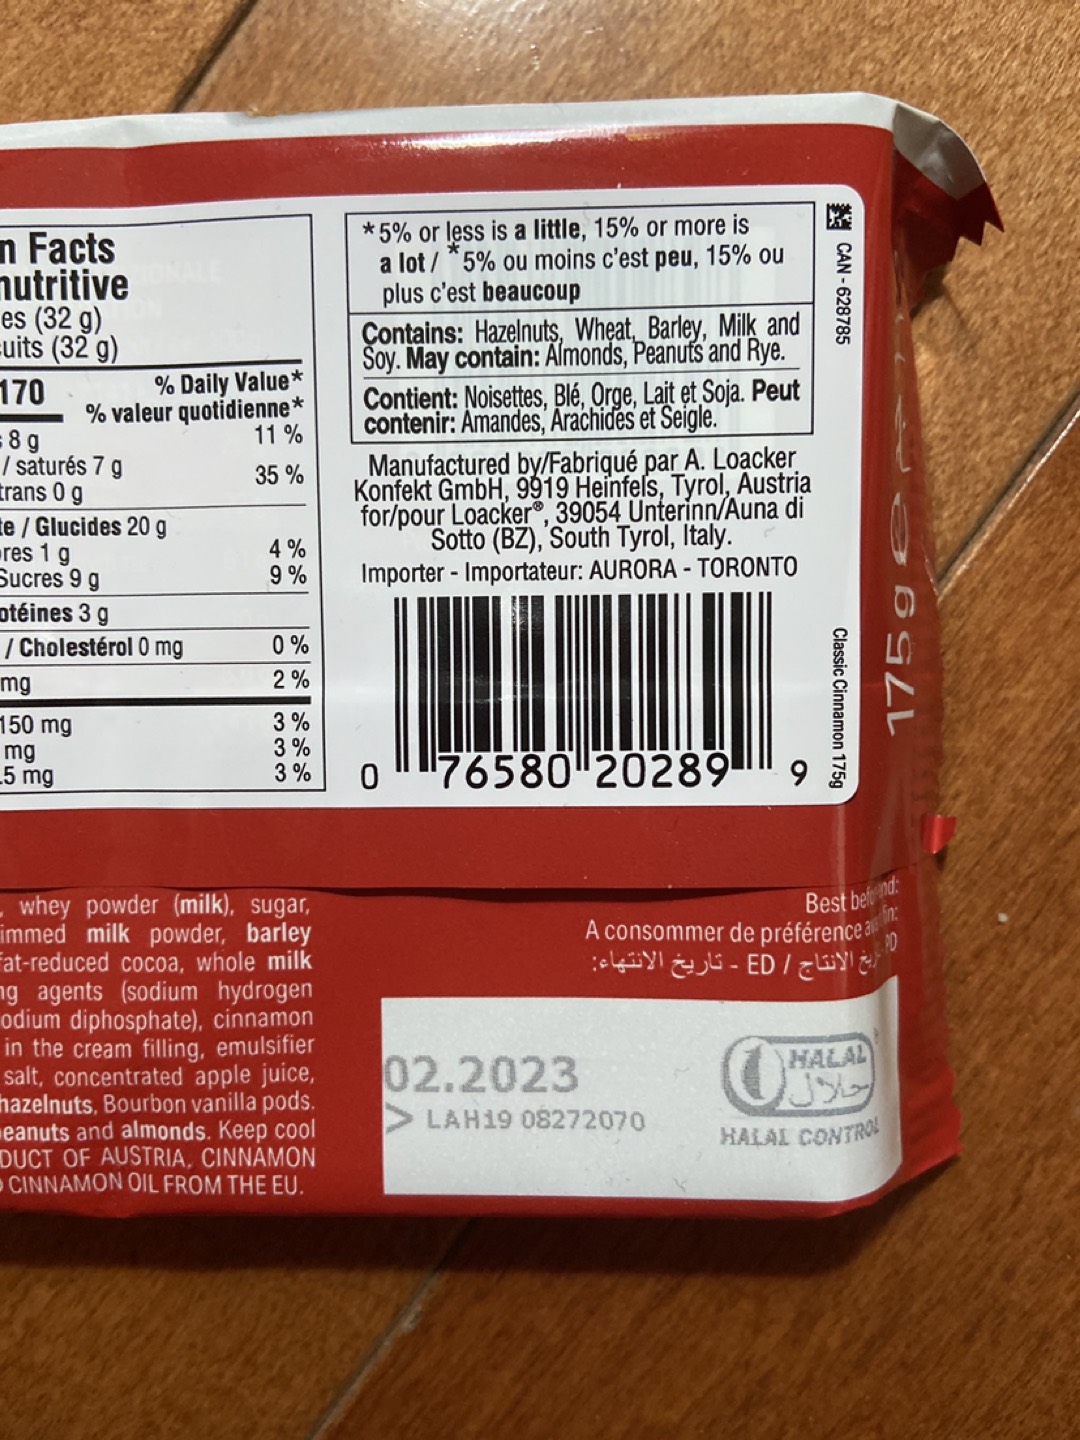 n Facts
nutritive
es (32 g)
cuits (32 g)
170
% Daily Value*
% valeur quotidienne*
8 g 11 %
/ saturés 7 g 35 %
trans 0 g
te / Glucides 20 g
res 1 g 4 %
Sucres 9 g 9 %
otéines 3 g
/ Cholestérol 0 mg 0 %
mg 2 %
150 mg 3 %
mg 3 %
.5 mg 3 %
*5% or less is a little, 15% or more is
a lot / *5% ou moins c'est peu, 15% ou
plus c'est beaucoup
Contains: Hazelnuts, Wheat, Barley, Milk and
Soy. May contain: Almonds, Peanuts and Rye.
Contient: Noisettes, Blé, Orge, Lait et Soja. Peut
contenir: Amandes, Arachides et Seigle.
Manufactured by/Fabriqué par A. Loacker
Konfekt GmbH, 9919 Heinfels, Tyrol, Austria
for/pour Loacker®, 39054 Unterinn/Auna di
Sotto (BZ), South Tyrol, Italy.
Importer - Importateur: AURORA - TORONTO
0 76580 20289 9
CAN - 628785
Classic Cinnamon 175g
175g e
, whey powder (milk), sugar,
immed milk powder, barley
fat-reduced cocoa, whole milk
ng agents (sodium hydrogen
odium diphosphate), cinnamon
in the cream filling, emulsifier
salt, concentrated apple juice,
hazelnuts, Bourbon vanilla pods.
peanuts and almonds. Keep cool
DUCT OF AUSTRIA, CINNAMON
CINNAMON OIL FROM THE EU.
Best before end:
A consommer de préférence fin:
الانتاج / ED - تاريخ الانتهاء:
02.2023
> LAH19 08272070
HALAL
حلال
HALAL CONTROL